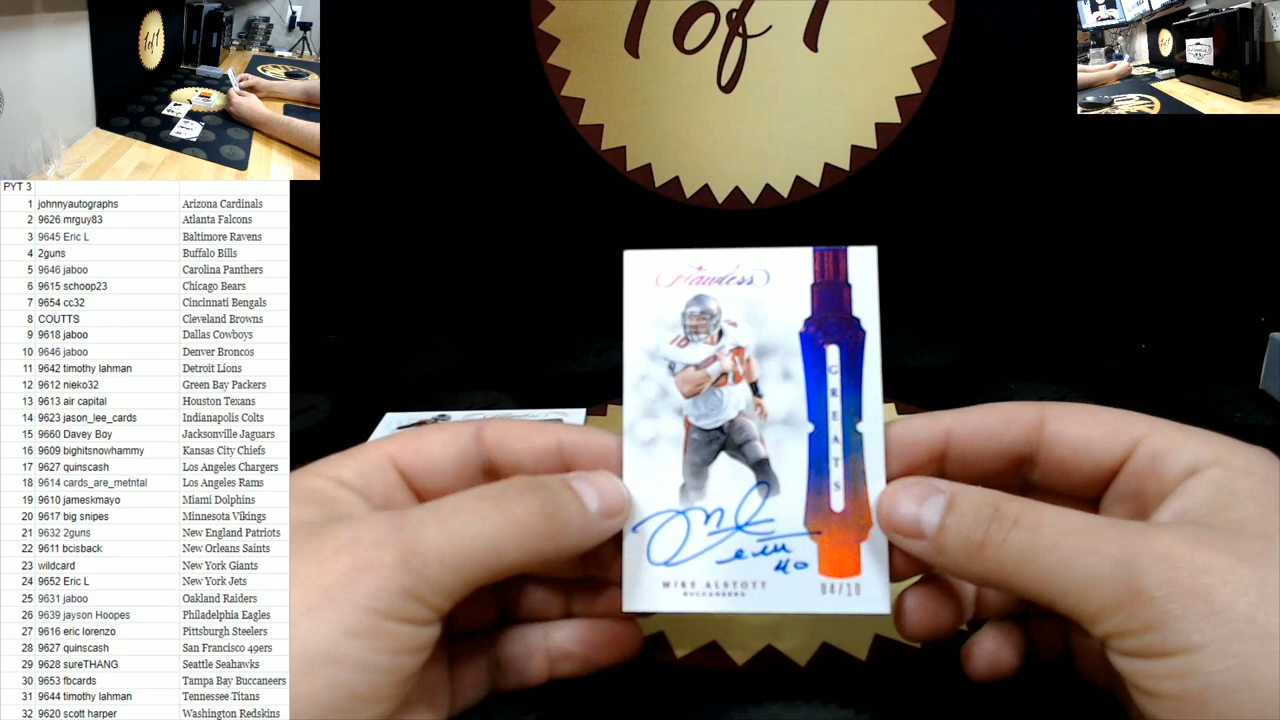 1 of 1
1 of 1
PYT 3
1 johnnyautographs Arizona Cardinals
2 9626 mrguy83 Atlanta Falcons
3 9645 Eric L Baltimore Ravens
4 2guns Buffalo Bills
5 9646 jaboo Carolina Panthers
6 9615 schoop23 Chicago Bears
7 9654 cc32 Cincinnati Bengals
8 COUTTS Cleveland Browns
9 9618 jaboo Dallas Cowboys
10 9646 jaboo Denver Broncos
11 9642 timothy lahman Detroit Lions
12 9612 nieko32 Green Bay Packers
13 9613 air capital Houston Texans
14 9623 jason_lee_cards Indianapolis Colts
15 9660 Davey Boy Jacksonville Jaguars
16 9609 bighitsnowhammy Kansas City Chiefs
17 9627 quinscash Los Angeles Chargers
18 9614 cards_are_metntal Los Angeles Rams
19 9610 jameskmayo Miami Dolphins
20 9617 big snipes Minnesota Vikings
21 9632 2guns New England Patriots
22 9611 bcisback New Orleans Saints
23 wildcard New York Giants
24 9652 Eric L New York Jets
25 9631 jaboo Oakland Raiders
26 9639 jayson Hoopes Philadelphia Eagles
27 9616 eric lorenzo Pittsburgh Steelers
28 9627 quinscash San Francisco 49ers
29 9628 sureTHANG Seattle Seahawks
30 9653 fbcards Tampa Bay Buccaneers
31 9644 timothy lahman Tennessee Titans
32 9620 scott harper Washington Redskins
Flawless
GREATS
40
MIKE ALSTOTT
BUCCANEERS
04/10